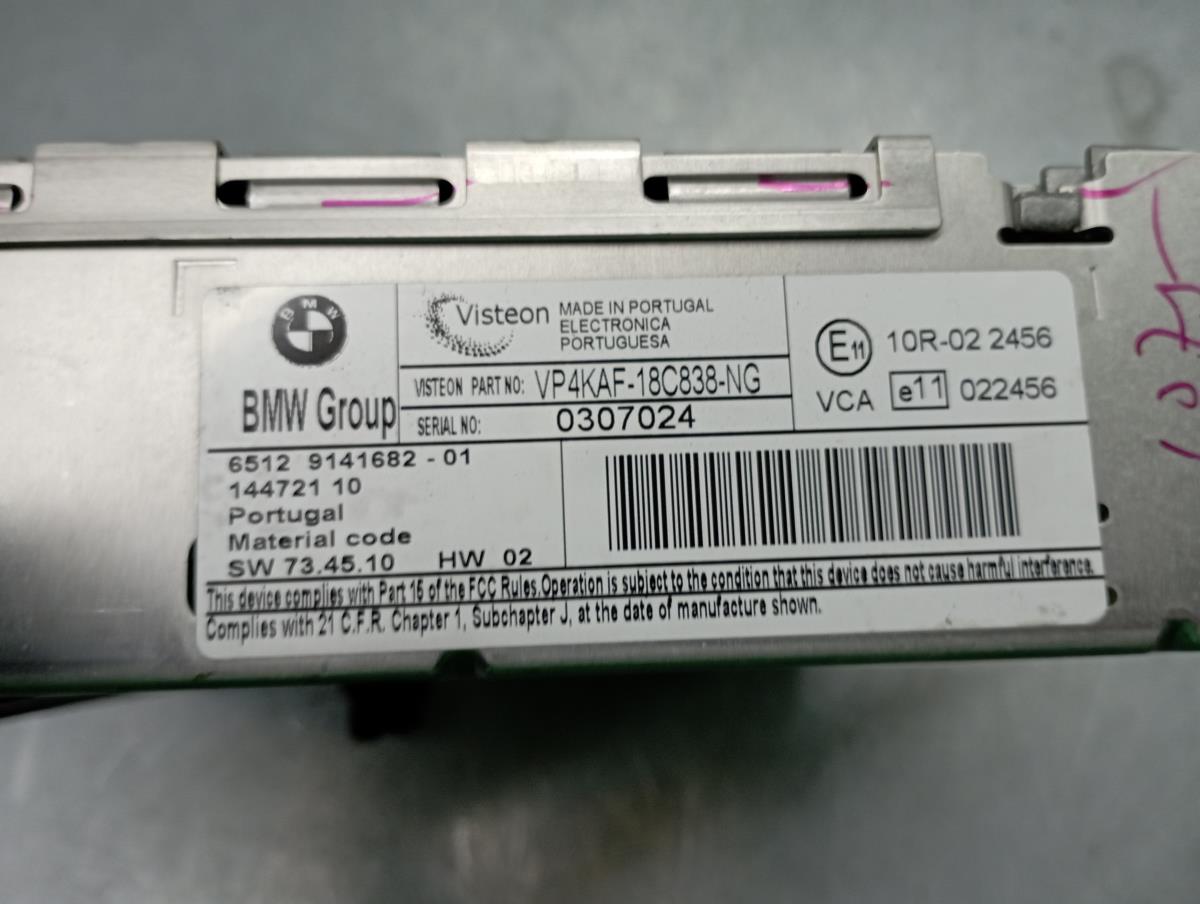 BMW
BMW Group
Visteon
MADE IN PORTUGAL
ELECTRONICA
PORTUGUESA
VISTEON PART NO: VP4KAF-18C838-NG
SERIAL NO: 0307024
E11 10R-02 2456
VCA e11 022456
6512 9141682 - 01
144721 10
Portugal
Material code
SW 73.45.10 HW 02
This device complies with Part 15 of the FCC Rules.Operation is subject to the condition that this device does not cause harmful interference.
Complies with 21 C.F.R. Chapter 1, Subchapter J, at the date of manufacture shown.